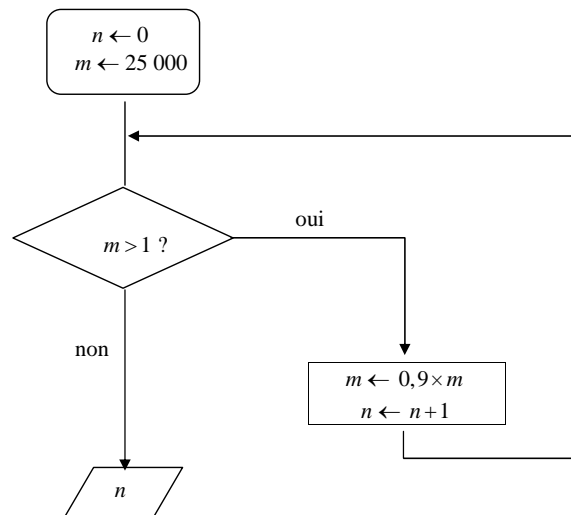 n ← 0
m ← 25 000
m > 1 ?
oui
non
m ← 0,9 × m
n ← n + 1
n